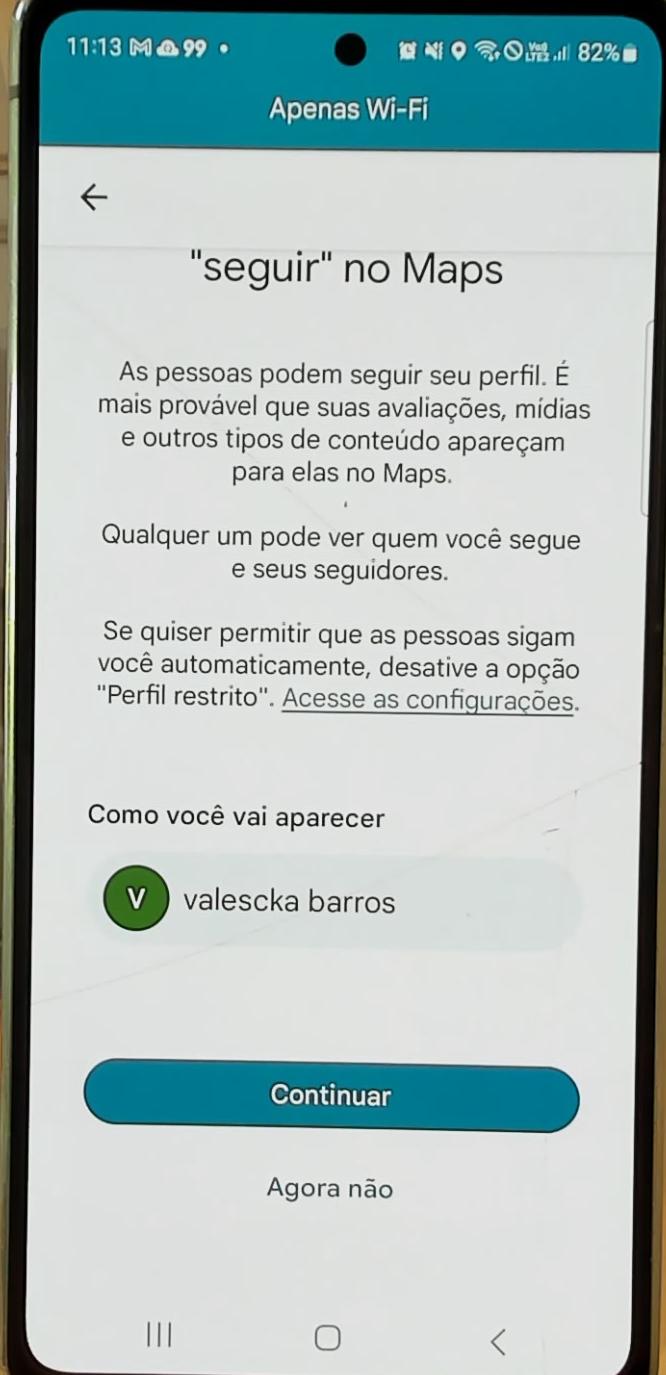 11:13 M 99 •
Vo) LTE2 82%
Apenas Wi-Fi
"seguir" no Maps
As pessoas podem seguir seu perfil. É
mais provável que suas avaliações, mídias
e outros tipos de conteúdo apareçam
para elas no Maps.
Qualquer um pode ver quem você segue
e seus seguidores.
Se quiser permitir que as pessoas sigam
você automaticamente, desative a opção
"Perfil restrito". Acesse as configurações.
Como você vai aparecer
V valescka barros
Continuar
Agora não